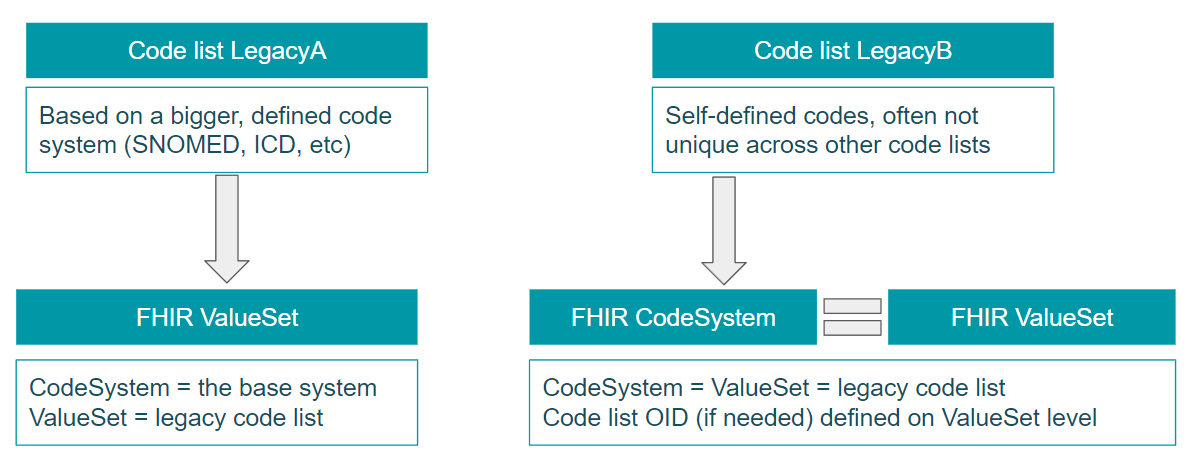 Code list LegacyA
Based on a bigger, defined code
system (SNOMED, ICD, etc)
FHIR ValueSet
CodeSystem = the base system
ValueSet = legacy code list
Code list LegacyB
Self-defined codes, often not
unique across other code lists
FHIR CodeSystem
FHIR ValueSet
CodeSystem = ValueSet = legacy code list
Code list OID (if needed) defined on ValueSet level